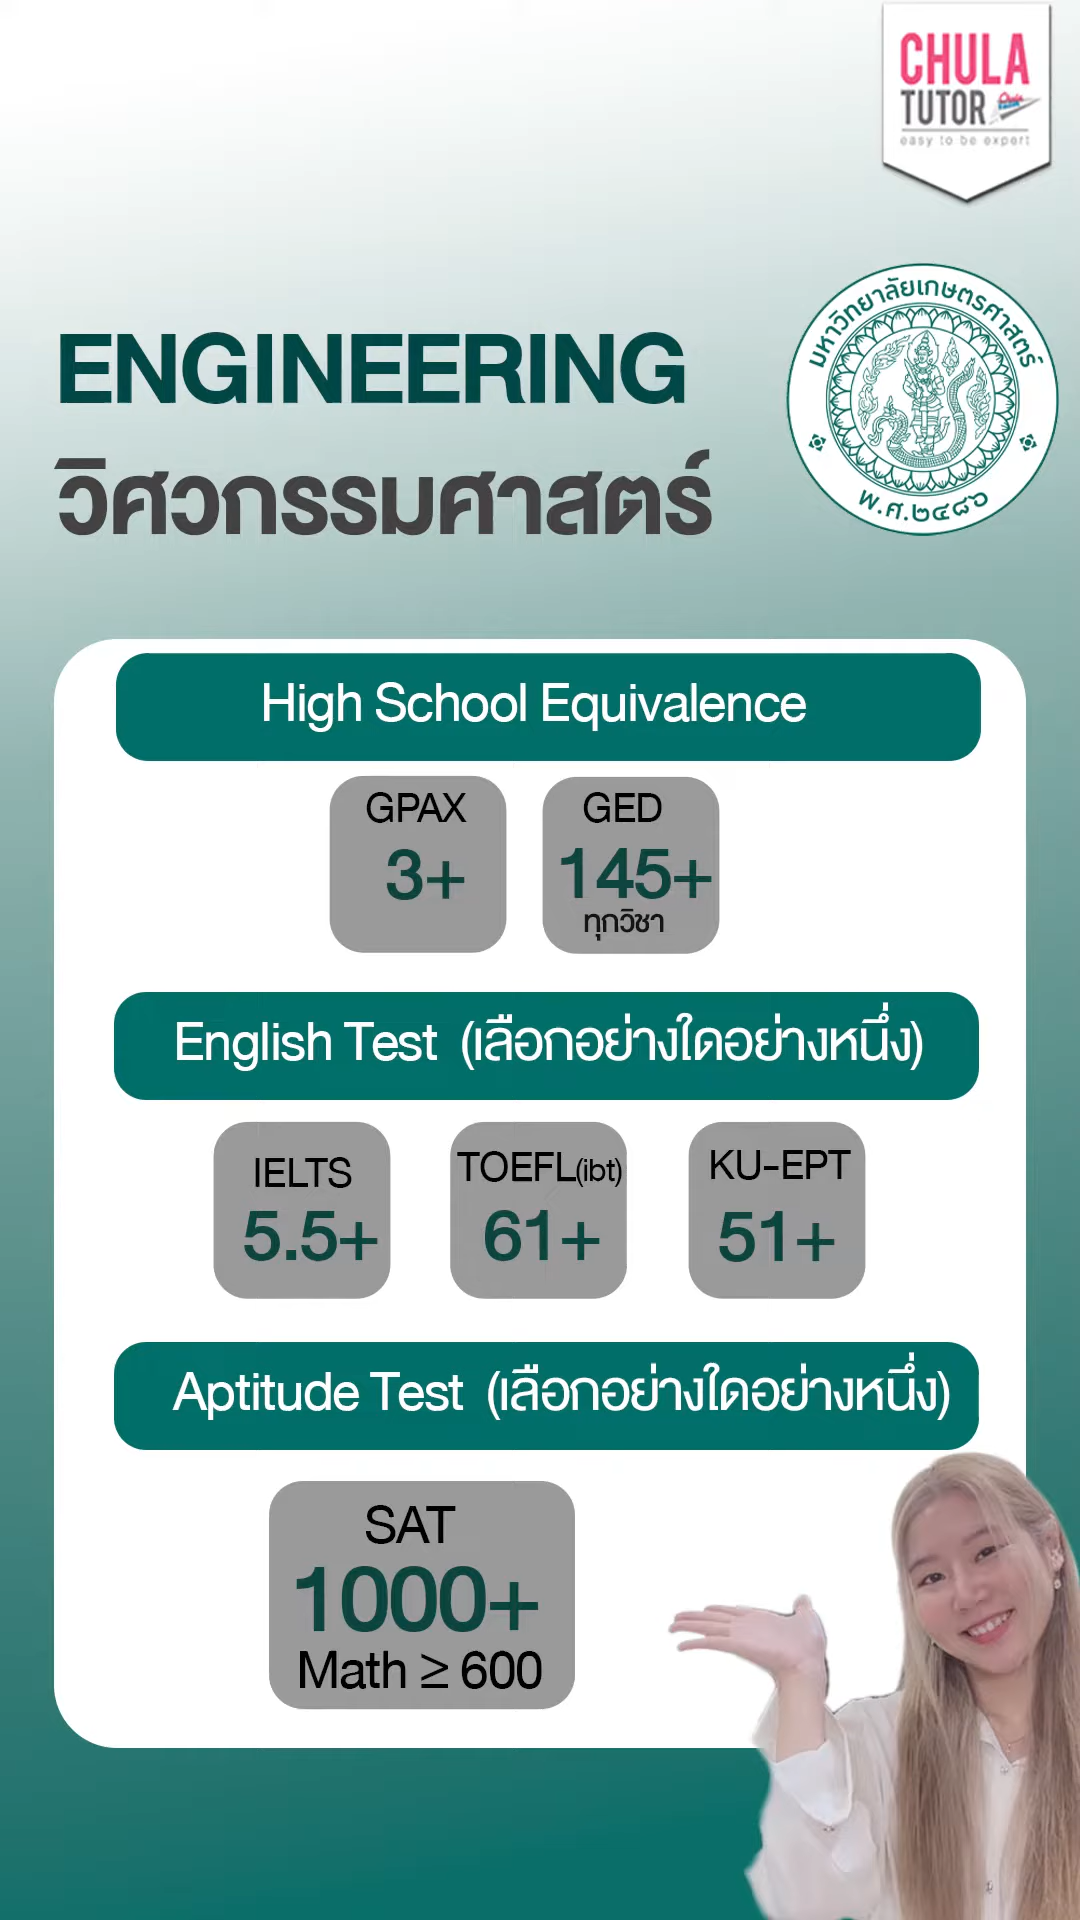 CHULA
TUTOR
easy to be expert
มหาวิทยาลัยเกษตรศาสตร์
พ.ศ.๒๔๘๖
ENGINEERING
วิศวกรรมศาสตร์
High School Equivalence
GPAX
3+
GED
145+
ทุกวิชา
English Test (เลือกอย่างใดอย่างหนึ่ง)
IELTS
5.5+
TOEFL(ibt)
61+
KU-EPT
51+
Aptitude Test (เลือกอย่างใดอย่างหนึ่ง)
SAT
1000+
Math ≥ 600